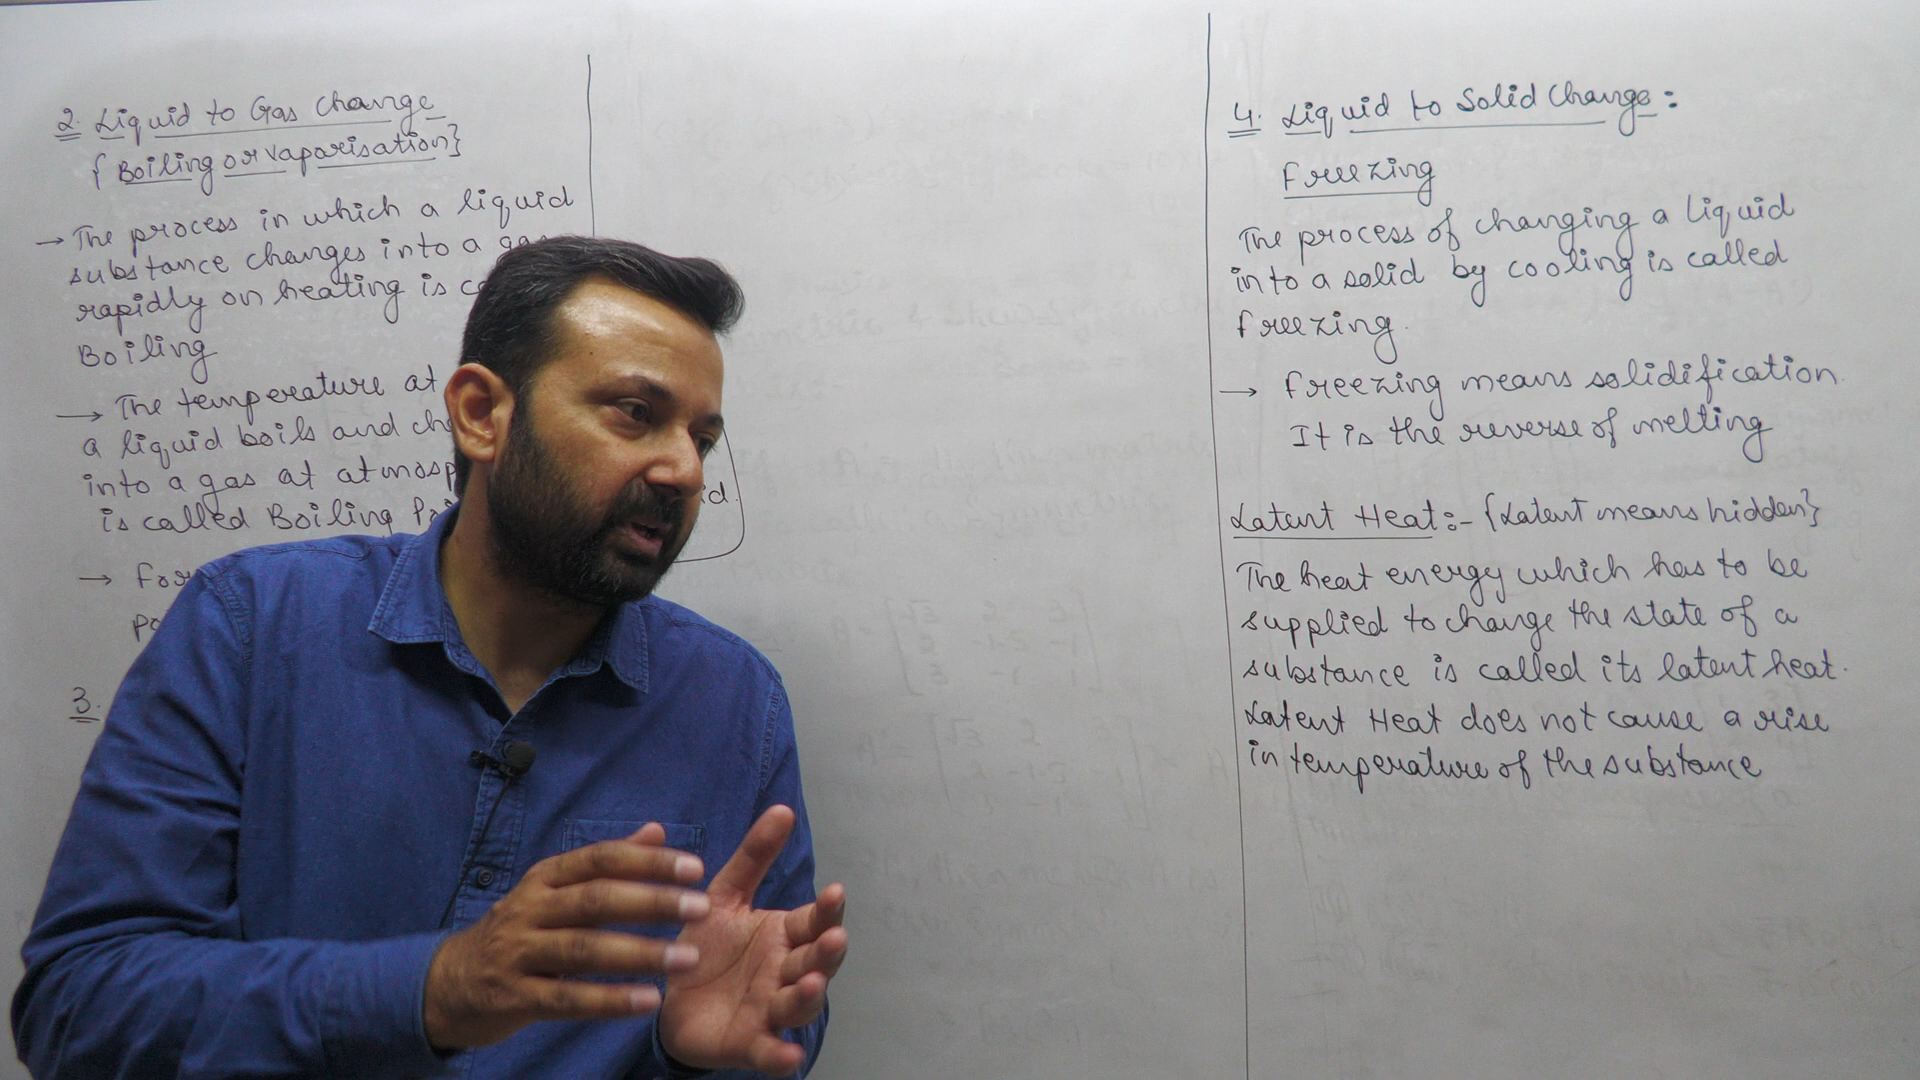 2. Liquid to Gas Change
{Boiling or vaparisation}
→ The process in which a liquid
substance changes into a
rapidly on heating is
Boiling
→ The temperature at
a liquid boils and
into a gas at
is called Boiling
→
3.
4. Liquid to Solid Change:
Freezing
The process of changing a liquid
into a solid by cooling is called
freezing.
→ Freezing means solidification.
It is the reverse of melting
Latent Heat:- {Latent means hidden}
The heat energy which has to be
supplied to change the state of a
substance is called its latent heat.
Latent Heat does not cause a rise
in temperature of the substance